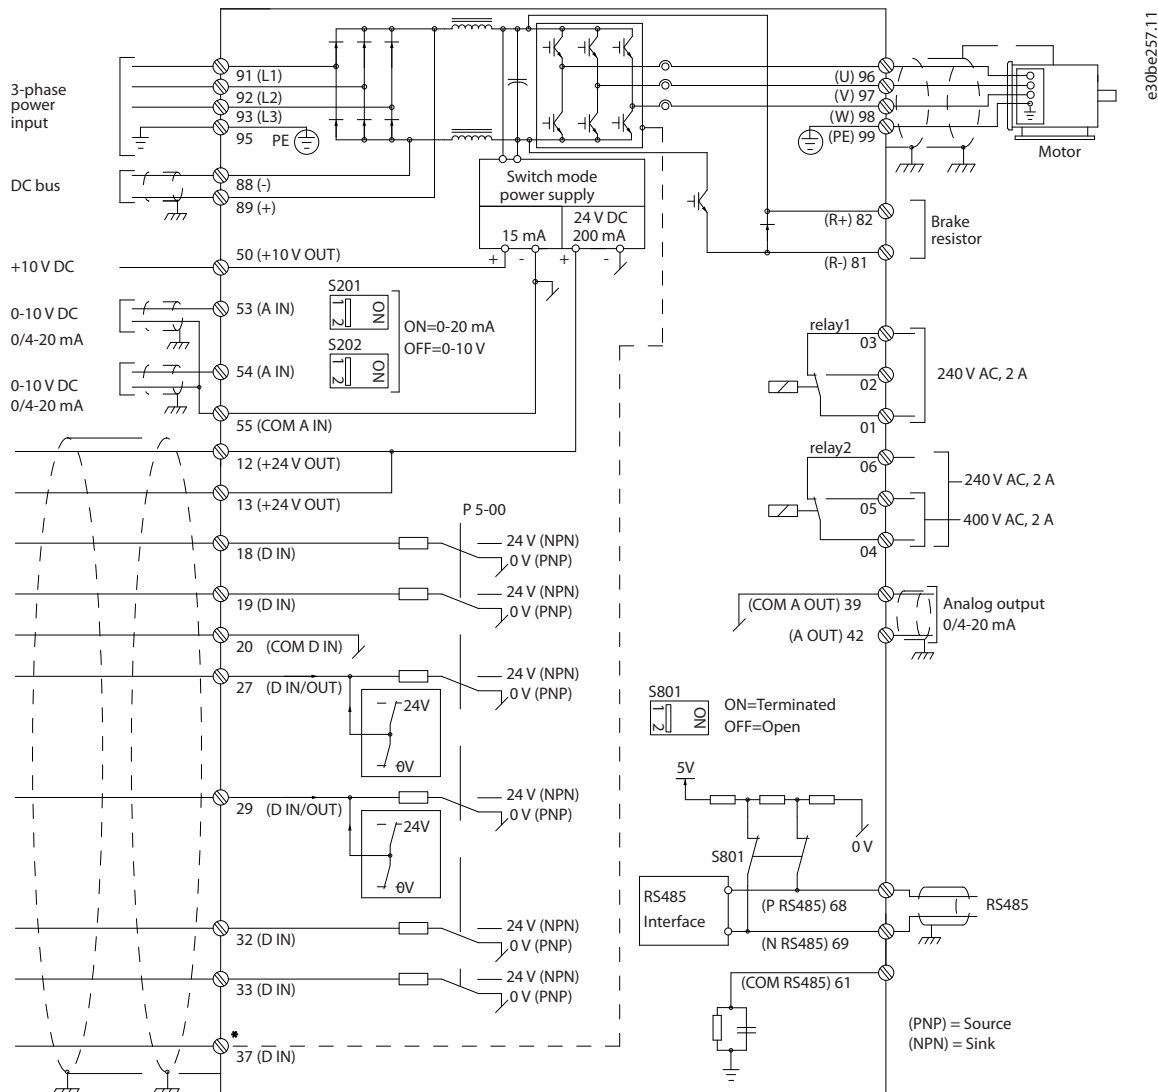 e30be257.11
3-phase
power
input
91 (L1)
92 (L2)
93 (L3)
95
PE
DC bus
88 (-)
89 (+)
+10 V DC
50 (+10 V OUT)
0-10 V DC
0/4-20 mA
53 (A IN)
0-10 V DC
0/4-20 mA
54 (A IN)
55 (COM A IN)
12 (+24 V OUT)
13 (+24 V OUT)
18 (D IN)
19 (D IN)
20 (COM D IN)
27 (D IN/OUT)
24V
0V
29 (D IN/OUT)
24V
0V
32 (D IN)
33 (D IN)
*
37 (D IN)
S201
1 2
ON
S202
1 2
ON
ON=0-20 mA
OFF=0-10 V
Switch mode
power supply
15 mA
24 V DC
200 mA
+ - + -
P 5-00
24 V (NPN)
0 V (PNP)
24 V (NPN)
0 V (PNP)
24 V (NPN)
0 V (PNP)
24 V (NPN)
0 V (PNP)
24 V (NPN)
0 V (PNP)
24 V (NPN)
0 V (PNP)
(U) 96
(V) 97
(W) 98
(PE) 99
Motor
(R+) 82
(R-) 81
Brake
resistor
relay1
03
02
01
240 V AC, 2 A
relay2
06
05
04
240 V AC, 2 A
400 V AC, 2 A
(COM A OUT) 39
(A OUT) 42
Analog output
0/4-20 mA
S801
1 2
ON
ON=Terminated
OFF=Open
5V
0 V
S801
RS485
Interface
(P RS485) 68
(N RS485) 69
RS485
(COM RS485) 61
(PNP) = Source
(NPN) = Sink